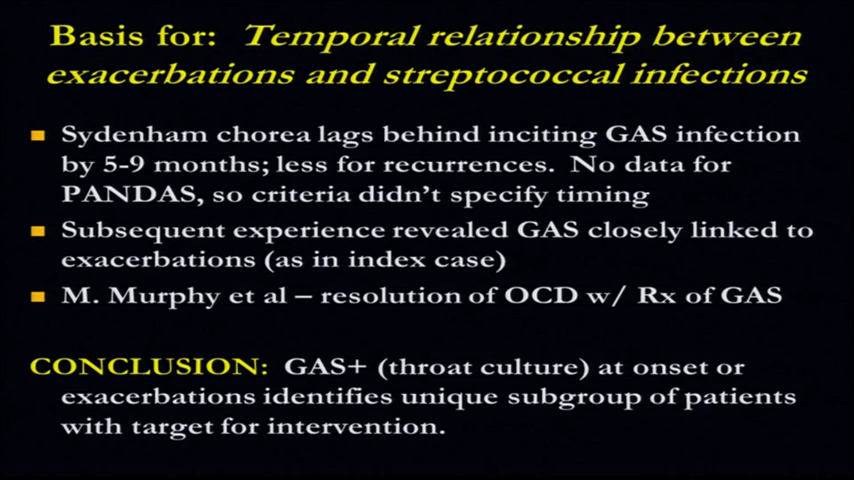 Basis for: Temporal relationship between
exacerbations and streptococcal infections
Sydenham chorea lags behind inciting GAS infection
by 5-9 months; less for recurrences. No data for
PANDAS, so criteria didn't specify timing
Subsequent experience revealed GAS closely linked to
exacerbations (as in index case)
M. Murphy et al – resolution of OCD w/ Rx of GAS
CONCLUSION: GAS+ (throat culture) at onset or
exacerbations identifies unique subgroup of patients
with target for intervention.